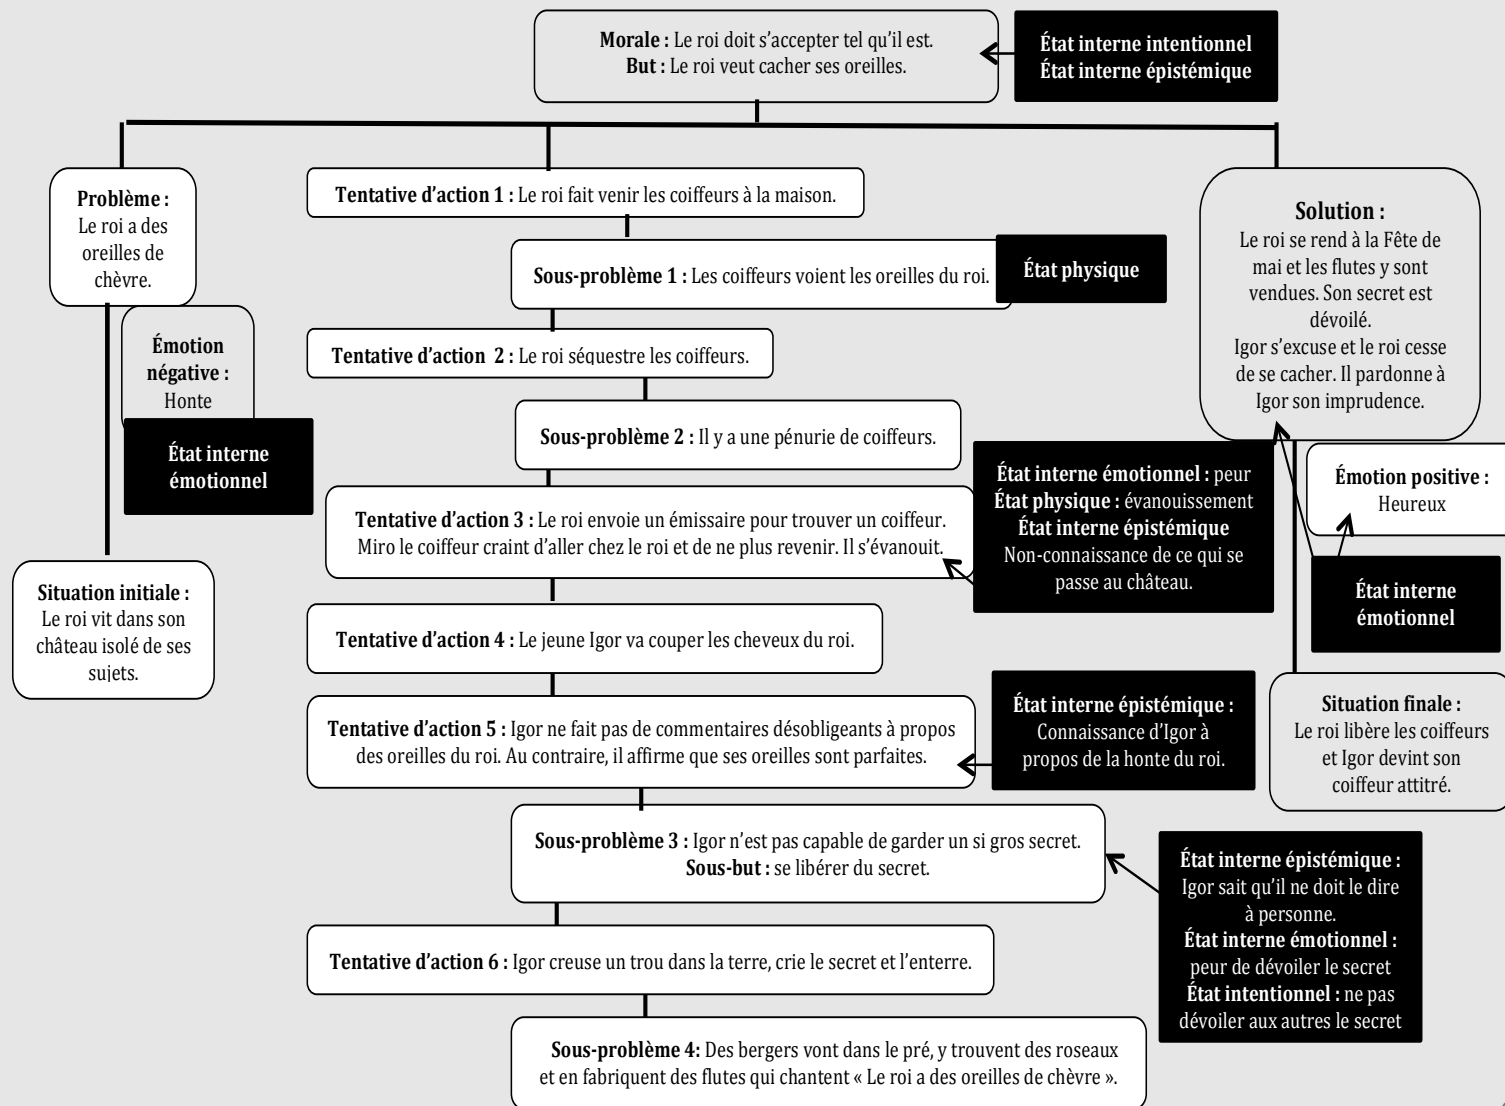 Morale : Le roi doit s'accepter tel qu'il est.
But : Le roi veut cacher ses oreilles.
État interne intentionnel
État interne épistémique
Problème :
Le roi a des
oreilles de
chèvre.
Émotion
négative :
Honte
État interne
émotionnel
Situation initiale :
Le roi vit dans son
château isolé de ses
sujets.
Tentative d'action 1 : Le roi fait venir les coiffeurs à la maison.
Sous-problème 1 : Les coiffeurs voient les oreilles du roi.
État physique
Tentative d'action 2 : Le roi séquestre les coiffeurs.
Sous-problème 2 : Il y a une pénurie de coiffeurs.
Tentative d'action 3 : Le roi envoie un émissaire pour trouver un coiffeur.
Miro le coiffeur craint d'aller chez le roi et de ne plus revenir. Il s'évanouit.
État interne émotionnel : peur
État physique : évanouissement
État interne épistémique
Non-connaissance de ce qui se
passe au château.
Tentative d'action 4 : Le jeune Igor va couper les cheveux du roi.
Tentative d'action 5 : Igor ne fait pas de commentaires désobligeants à propos
des oreilles du roi. Au contraire, il affirme que ses oreilles sont parfaites.
État interne épistémique :
Connaissance d'Igor à
propos de la honte du roi.
Sous-problème 3 : Igor n'est pas capable de garder un si gros secret.
Sous-but : se libérer du secret.
État interne épistémique :
Igor sait qu'il ne doit le dire
à personne.
État interne émotionnel :
peur de dévoiler le secret
État intentionnel : ne pas
dévoiler aux autres le secret
Tentative d'action 6 : Igor creuse un trou dans la terre, crie le secret et l'enterre.
Sous-problème 4: Des bergers vont dans le pré, y trouvent des roseaux
et en fabriquent des flutes qui chantent « Le roi a des oreilles de chèvre ».
Solution :
Le roi se rend à la Fête de
mai et les flutes y sont
vendues. Son secret est
dévoilé.
Igor s'excuse et le roi cesse
de se cacher. Il pardonne à
Igor son imprudence.
Émotion positive :
Heureux
État interne
émotionnel
Situation finale :
Le roi libère les coiffeurs
et Igor devint son
coiffeur attitré.